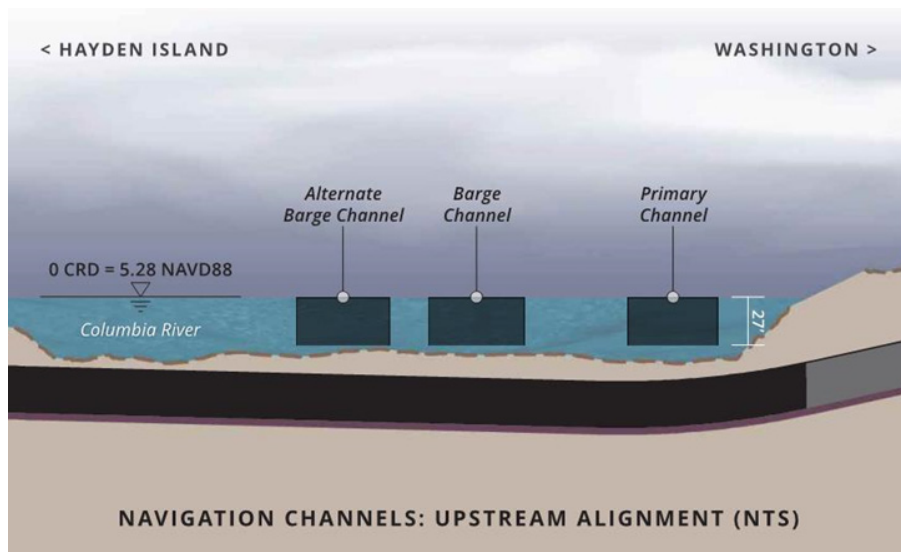 < HAYDEN ISLAND
WASHINGTON >
Alternate
Barge Channel
Barge
Channel
Primary
Channel
0 CRD = 5.28 NAVD88
Columbia River
27'
NAVIGATION CHANNELS: UPSTREAM ALIGNMENT (NTS)